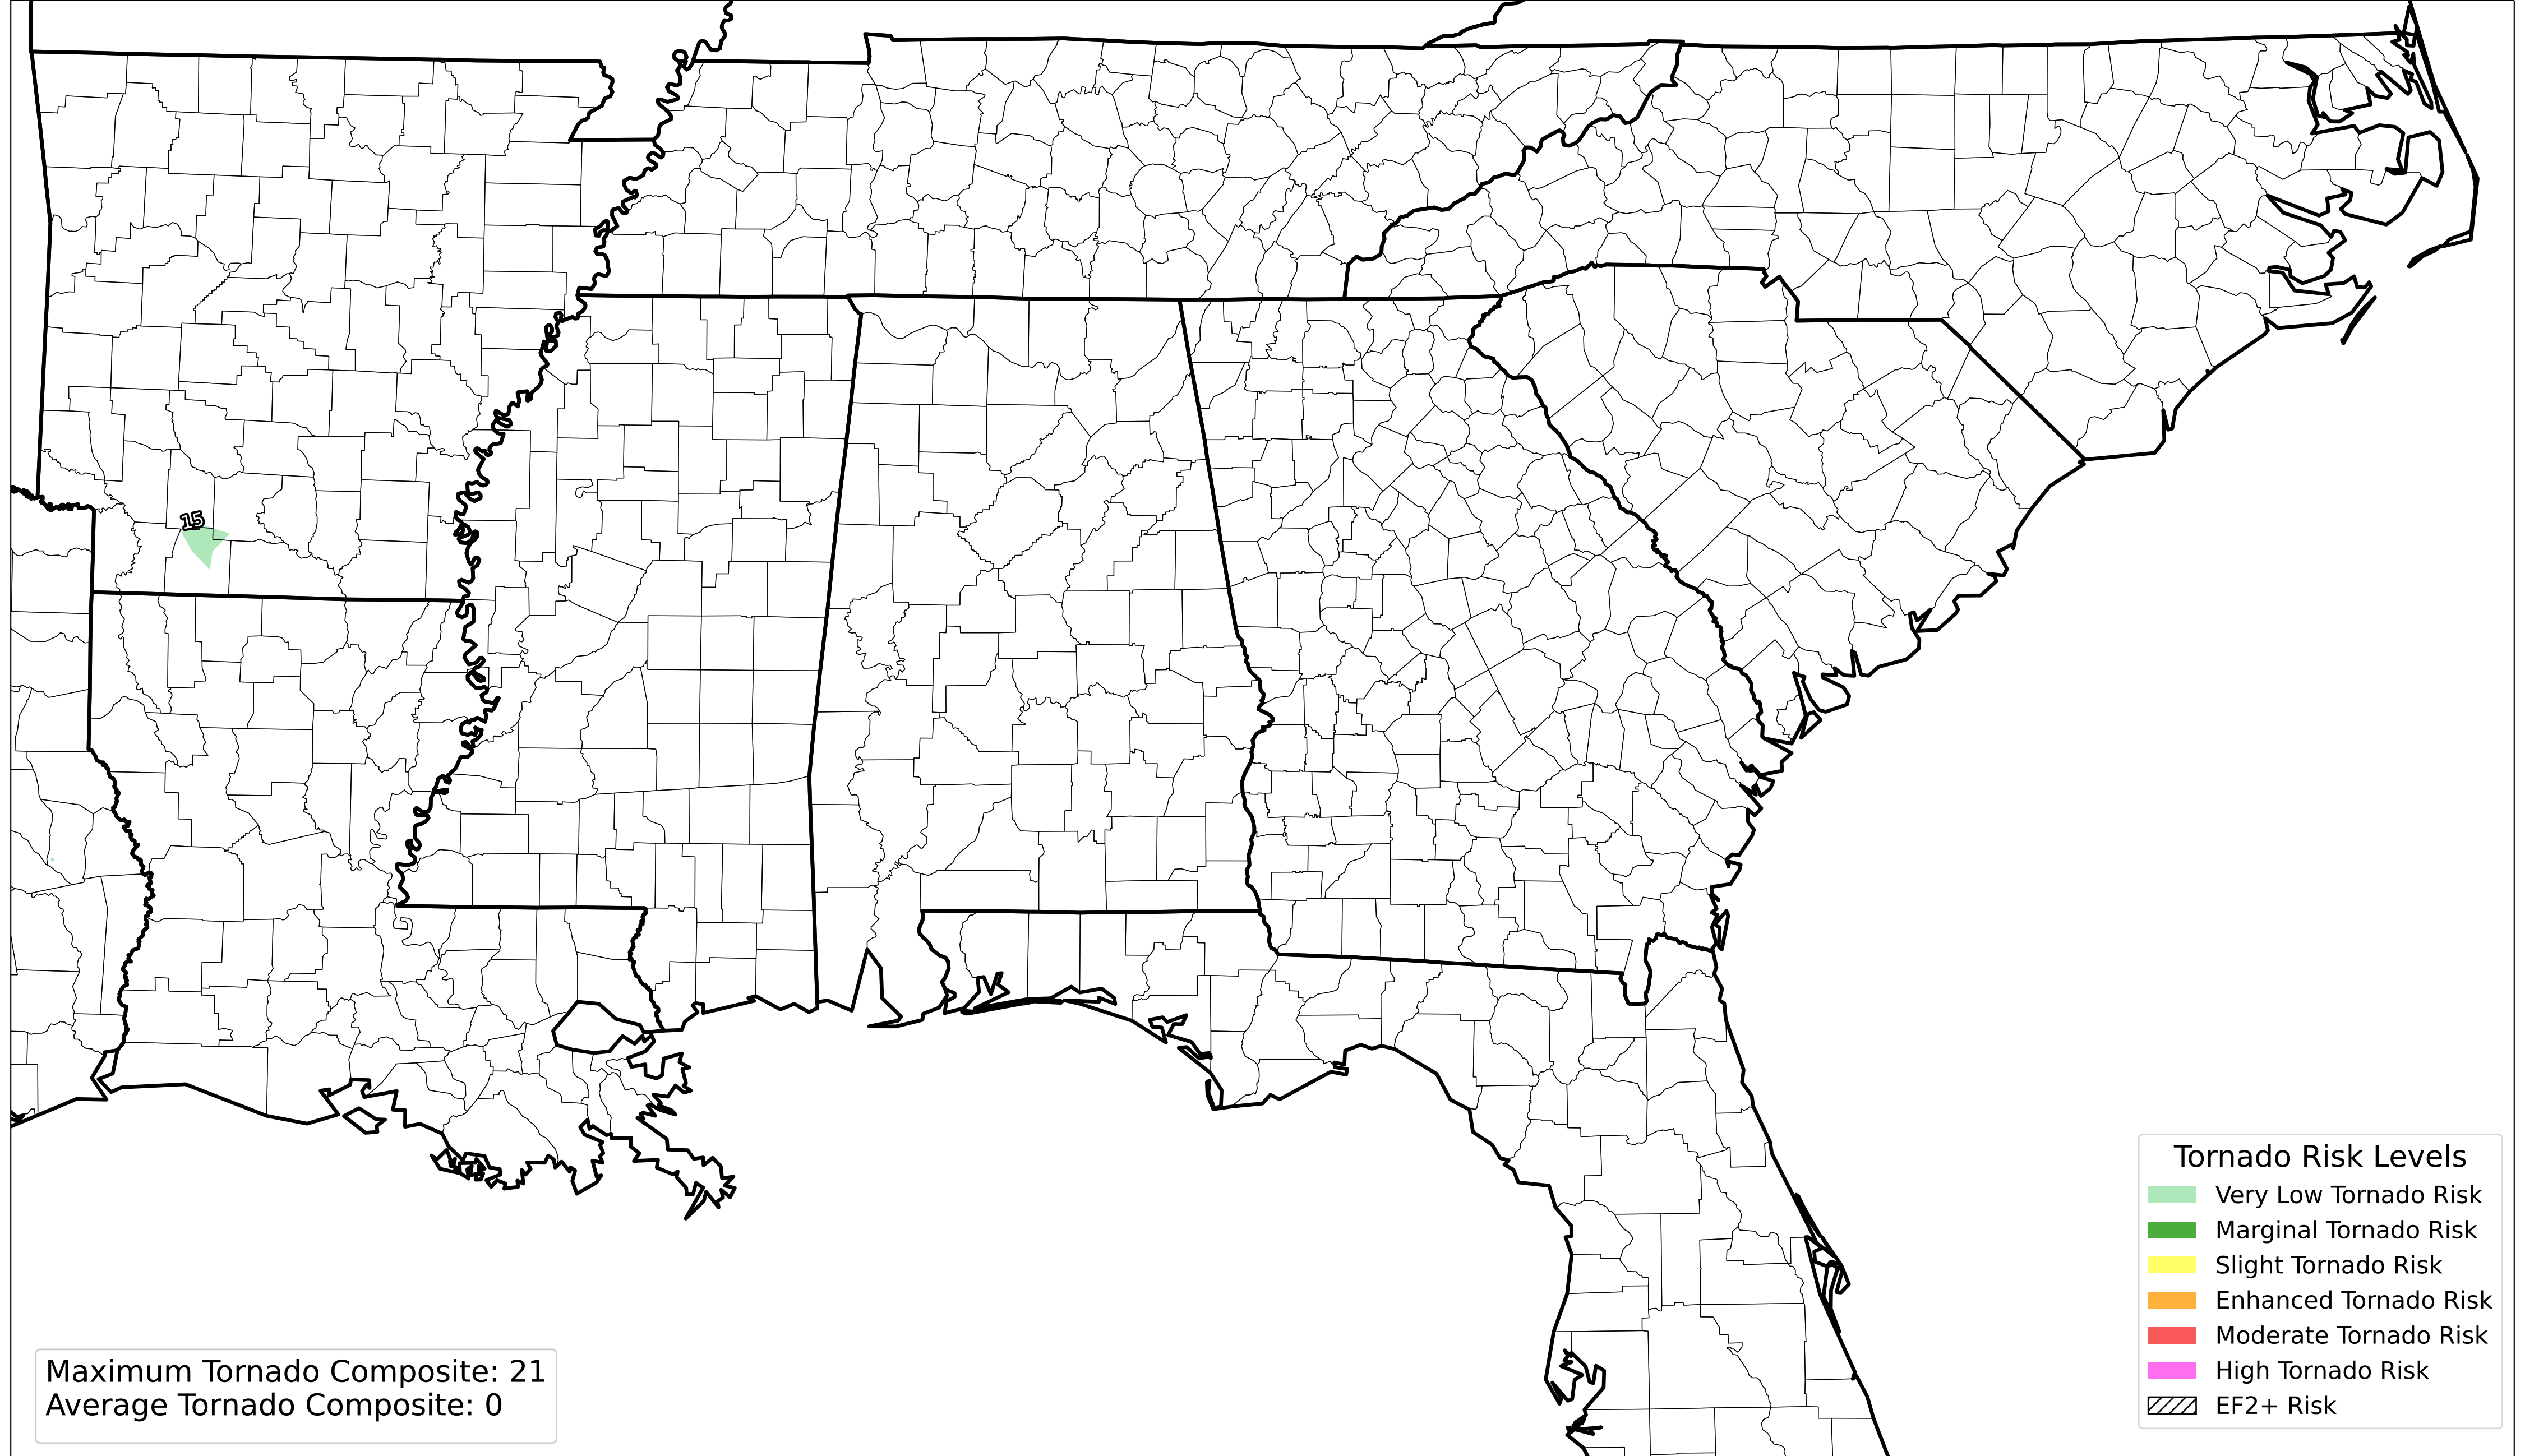 15
Tornado Risk Levels
Very Low Tornado Risk
Marginal Tornado Risk
Slight Tornado Risk
Enhanced Tornado Risk
Moderate Tornado Risk
High Tornado Risk
EF2+ Risk
Maximum Tornado Composite: 21
Average Tornado Composite: 0